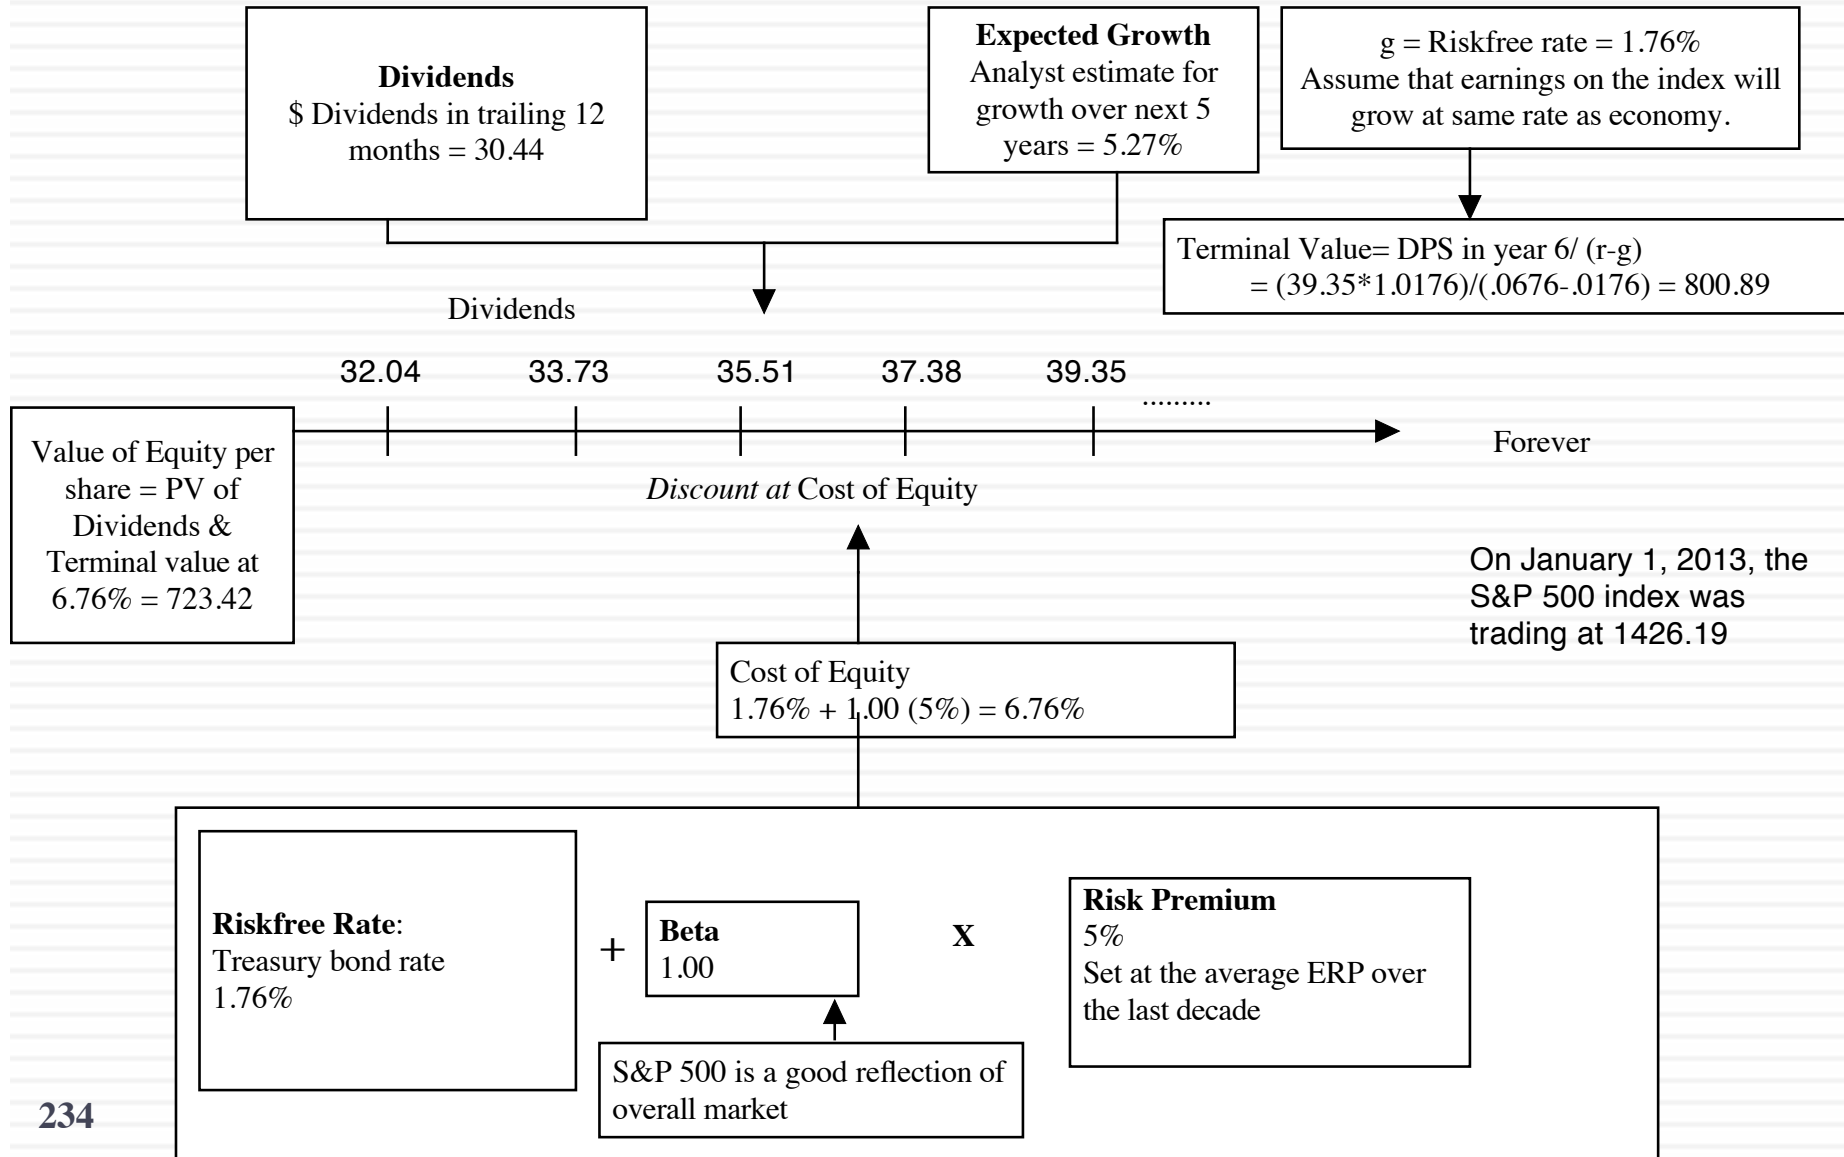 Dividends
$ Dividends in trailing 12
months = 30.44
Expected Growth
Analyst estimate for
growth over next 5
years = 5.27%
g = Riskfree rate = 1.76%
Assume that earnings on the index will
grow at same rate as economy.
Terminal Value= DPS in year 6/ (r-g)
= (39.35*1.0176)/(.0676-.0176) = 800.89
Dividends
32.04 33.73 35.51 37.38 39.35
.........
Forever
Value of Equity per
share = PV of
Dividends &
Terminal value at
6.76% = 723.42
Discount at Cost of Equity
On January 1, 2013, the
S&P 500 index was
trading at 1426.19
Cost of Equity
1.76% + 1.00 (5%) = 6.76%
Riskfree Rate:
Treasury bond rate
1.76%
+
Beta
1.00
X
Risk Premium
5%
Set at the average ERP over
the last decade
S&P 500 is a good reflection of
overall market
234